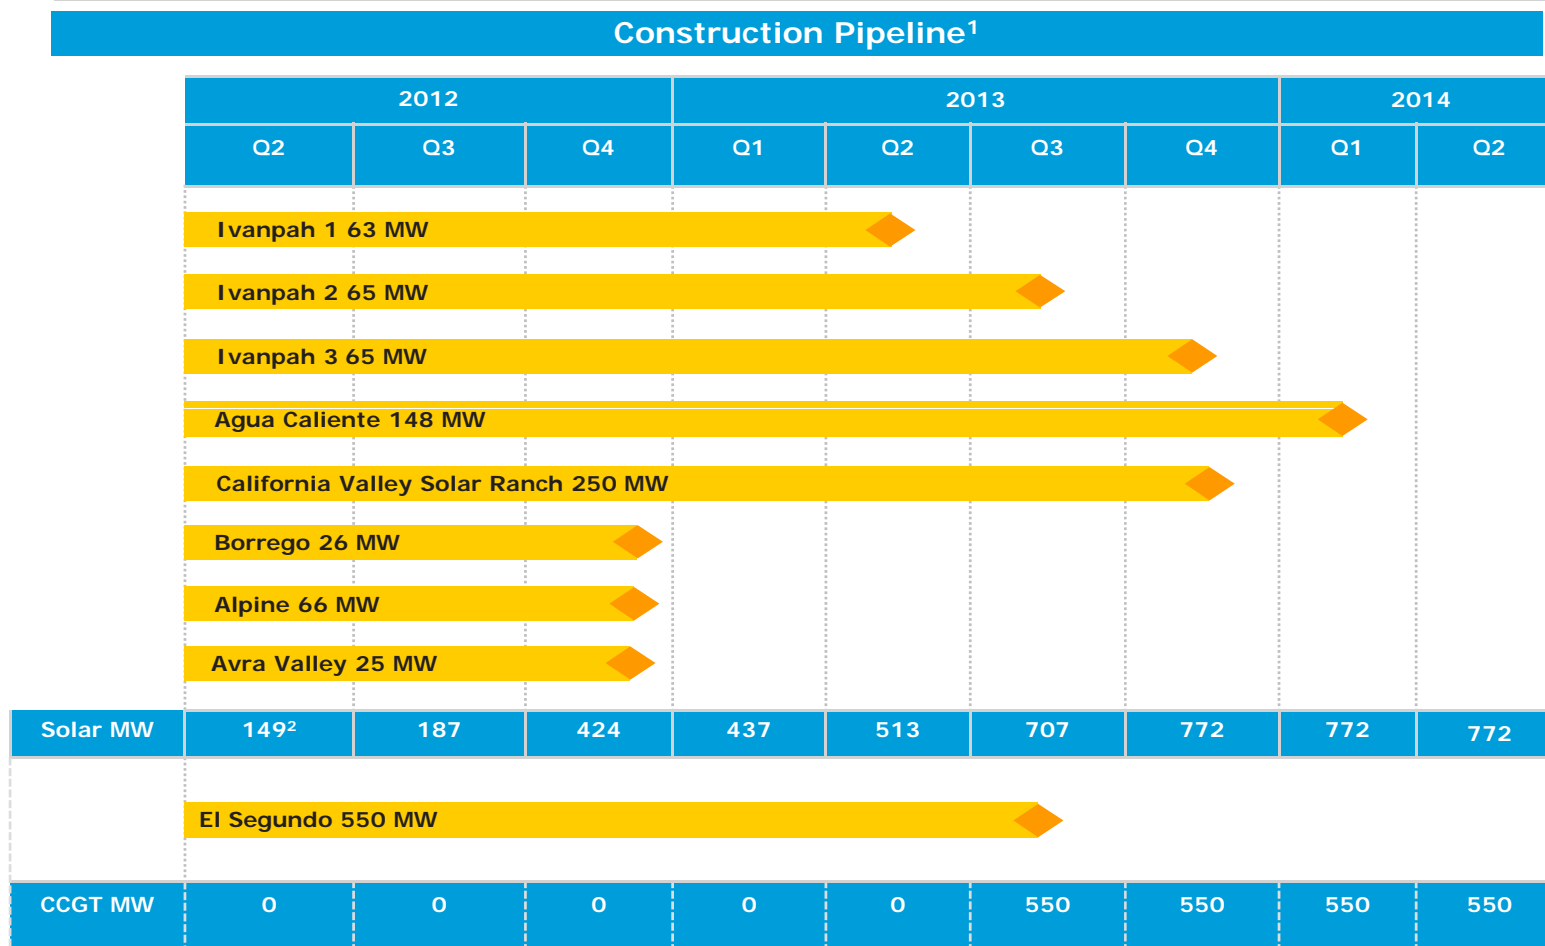 Construction Pipeline¹
2012 2013 2014
Q2 Q3 Q4 Q1 Q2 Q3 Q4 Q1 Q2
Ivanpah 1 63 MW
Ivanpah 2 65 MW
Ivanpah 3 65 MW
Agua Caliente 148 MW
California Valley Solar Ranch 250 MW
Borrego 26 MW
Alpine 66 MW
Avra Valley 25 MW
Solar MW 149² 187 424 437 513 707 772 772 772
El Segundo 550 MW
CCGT MW 0 0 0 0 0 550 550 550 550